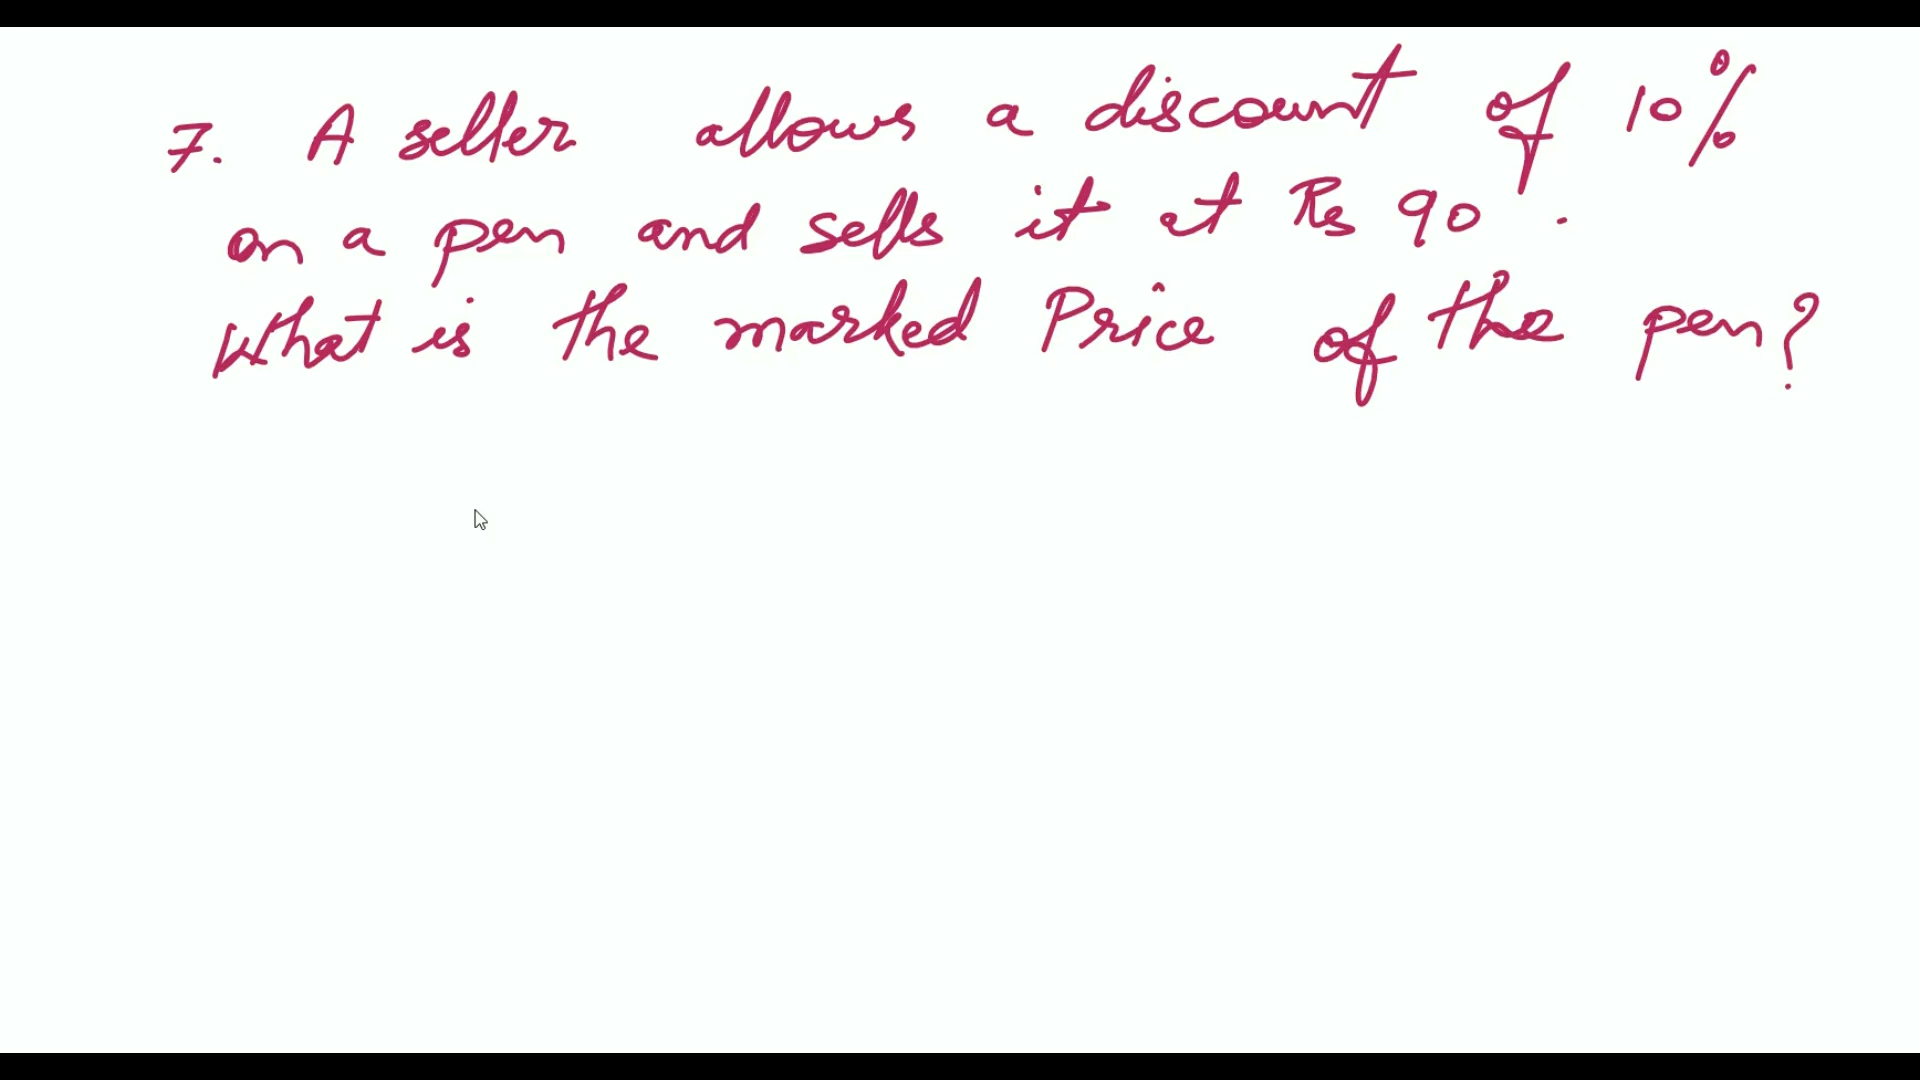 7. A seller allows a discount of 10%
on a pen and sells it at Rs 90.
What is the marked Price of the pen?